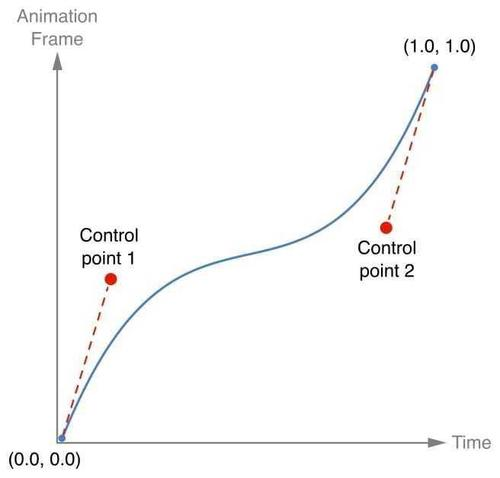 Animation
Frame
(1.0, 1.0)
Control
point 1
Control
point 2
Time
(0.0, 0.0)